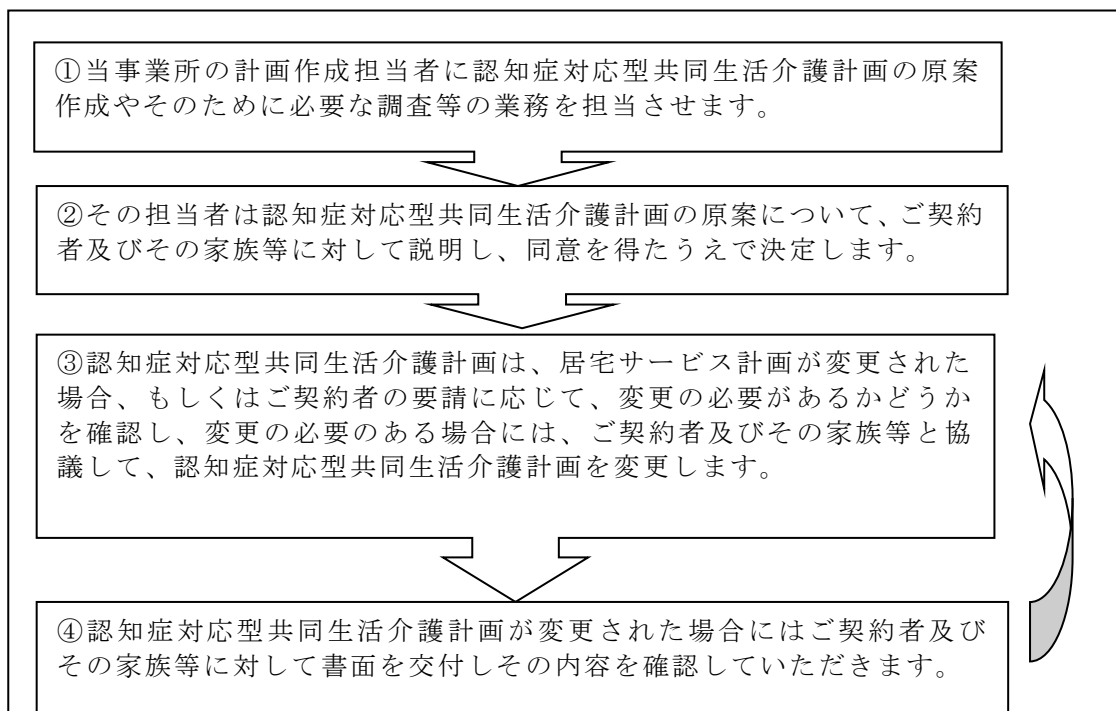 ①当事業所の計画作成担当者に認知症対応型共同生活介護計画の原案
作成やそのために必要な調査等の業務を担当させます。
②その担当者は認知症対応型共同生活介護計画の原案について、ご契約
者及びその家族等に対して説明し、同意を得たうえで決定します。
③認知症対応型共同生活介護計画は、居宅サービス計画が変更された
場合、もしくはご契約者の要請に応じて、変更の必要があるかどうか
を確認し、変更の必要のある場合には、ご契約者及びその家族等と協
議して、認知症対応型共同生活介護計画を変更します。
④認知症対応型共同生活介護計画が変更された場合にはご契約者及び
その家族等に対して書面を交付しその内容を確認していただきます。